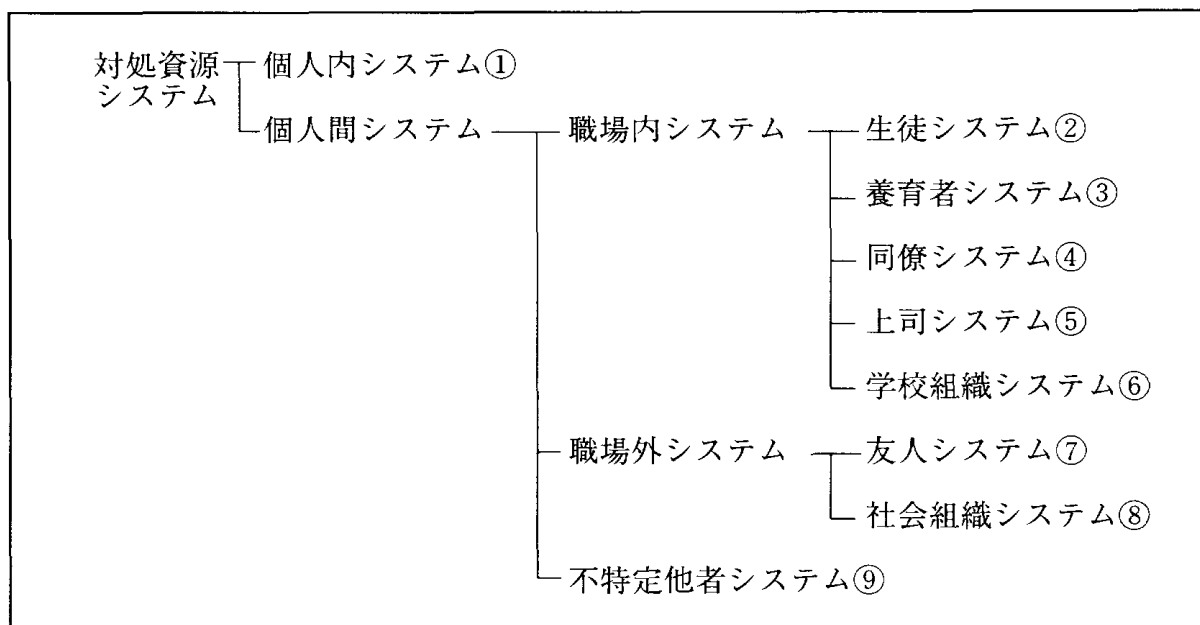 対処資源 個人内システム①
システム
個人間システム 職場内システム 生徒システム②
養育者システム③
同僚システム④
上司システム⑤
学校組織システム⑥
職場外システム 友人システム⑦
社会組織システム⑧
不特定他者システム⑨